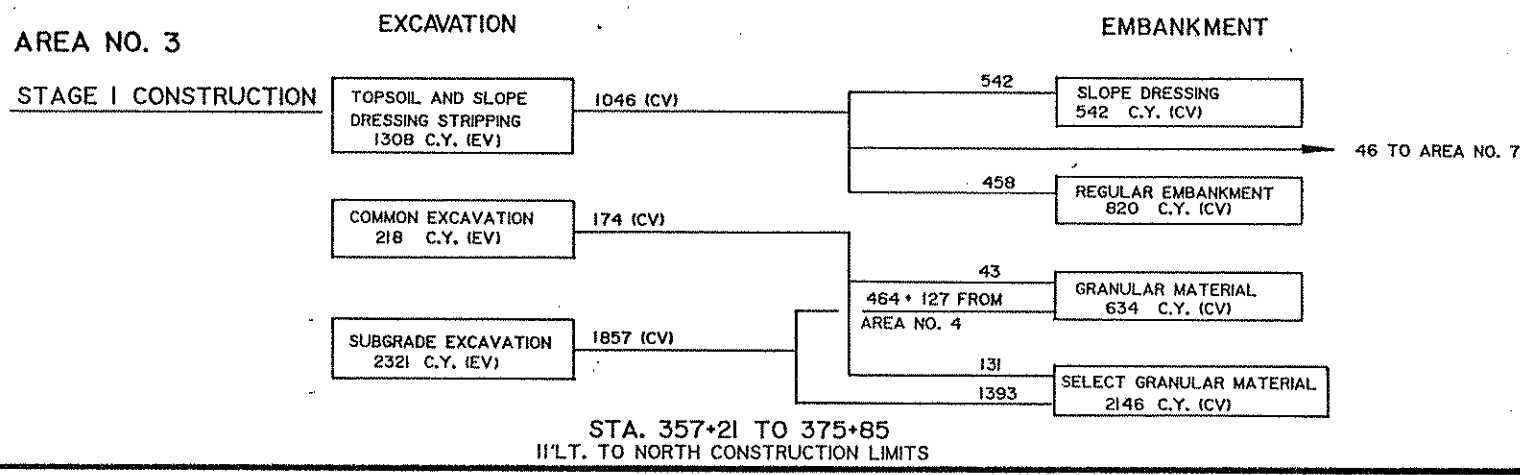 EXCAVATION
EMBANKMENT
AREA NO. 3
STAGE I CONSTRUCTION
TOPSOIL AND SLOPE
DRESSING STRIPPING
1308 C.Y. (EV)
1046 (CV)
542
SLOPE DRESSING
542 C.Y. (CV)
46 TO AREA NO. 7
458
REGULAR EMBANKMENT
820 C.Y. (CV)
COMMON EXCAVATION
218 C.Y. (EV)
174 (CV)
43
464 + 127 FROM
AREA NO. 4
GRANULAR MATERIAL
634 C.Y. (CV)
SUBGRADE EXCAVATION
2321 C.Y. (EV)
1857 (CV)
131
1393
SELECT GRANULAR MATERIAL
2146 C.Y. (CV)
STA. 357+21 TO 375+85
11'LT. TO NORTH CONSTRUCTION LIMITS